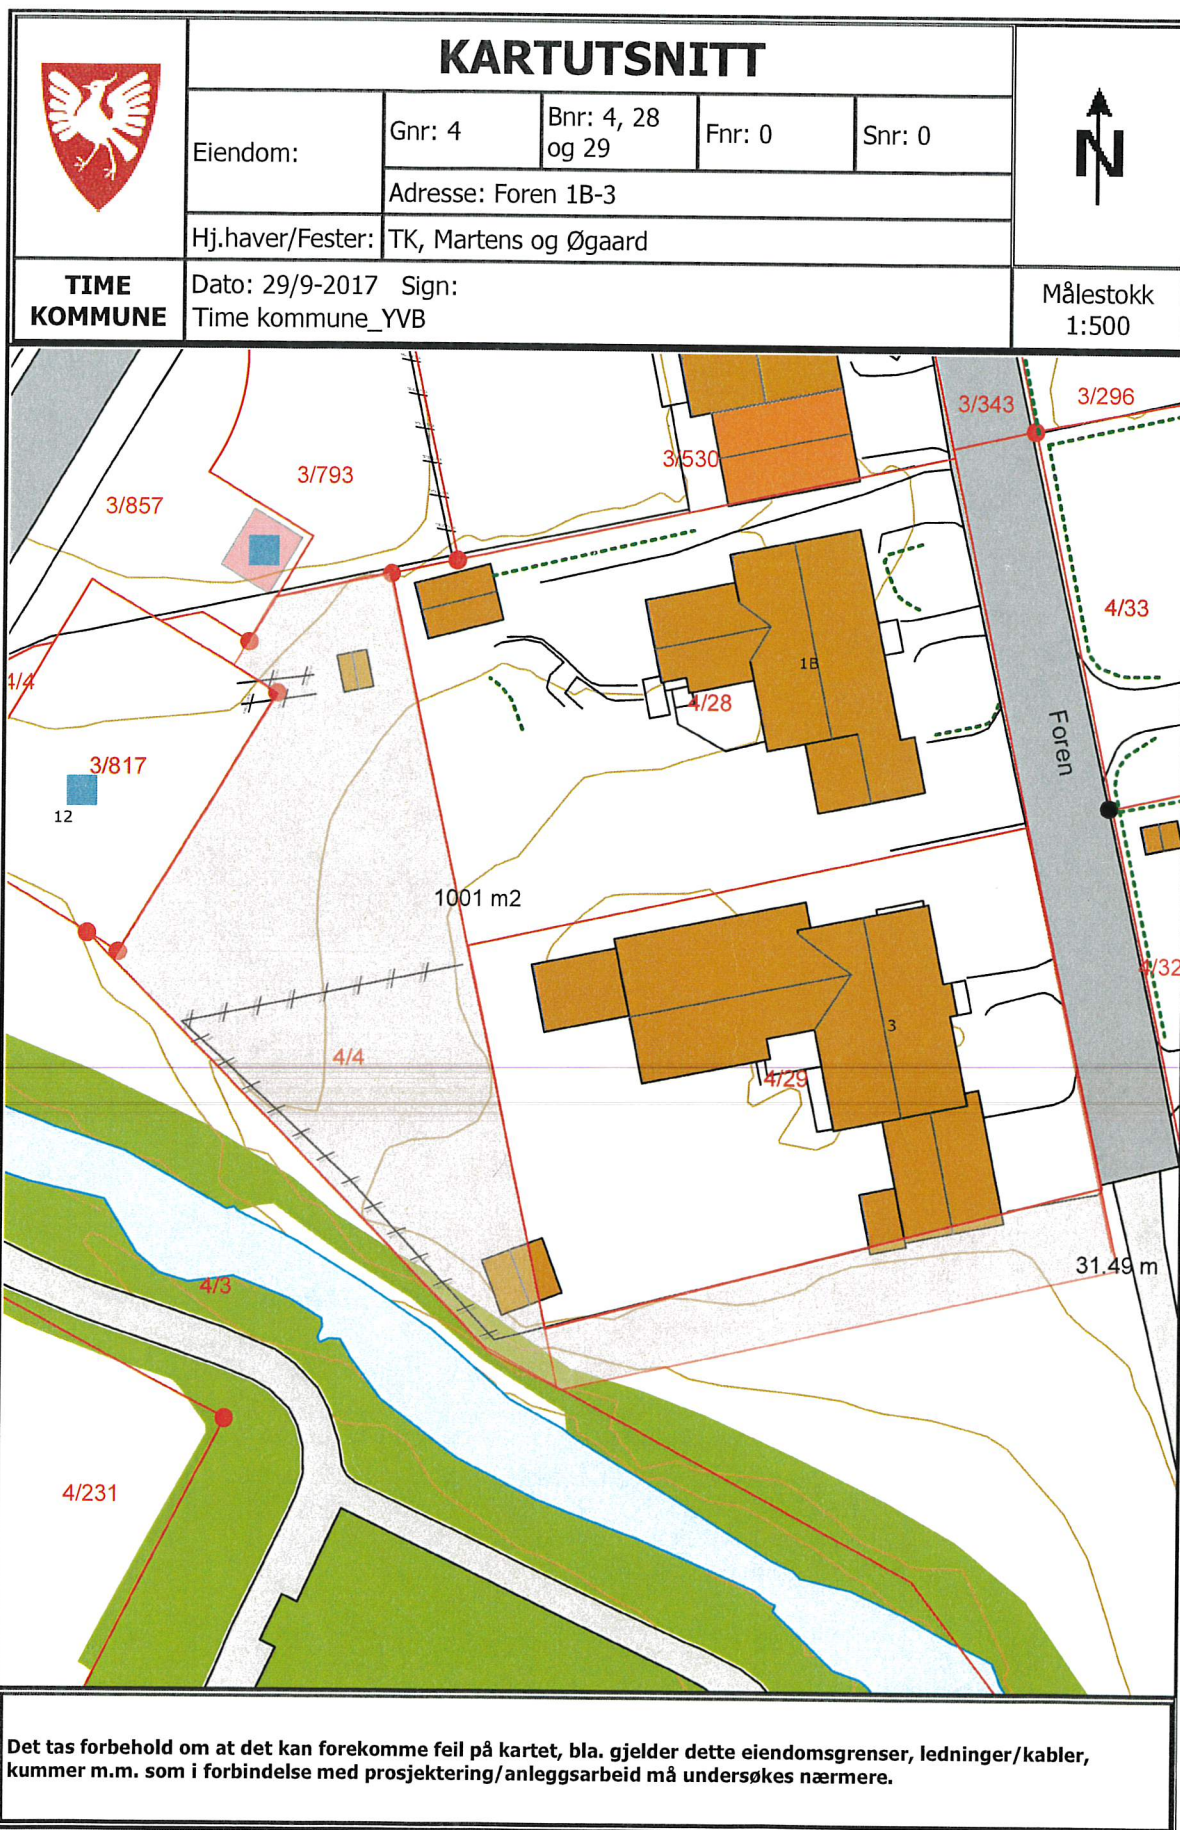 KARTUTSNITT
Eiendom:
Gnr: 4
Bnr: 4, 28
og 29
Fnr: 0
Snr: 0
Adresse: Foren 1B-3
Hj.haver/Fester:
TK, Martens og Øgaard
N
TIME
KOMMUNE
Dato: 29/9-2017 Sign:
Time kommune_YVB
Målestokk
1:500
3/343
3/296
3/793
3/530
3/857
4/33
4/4
1B
4/28
Foren
3/817
12
1001 m2
4/32
3
4/4
4/29
31.49 m
4/3
4/231
Det tas forbehold om at det kan forekomme feil på kartet, bla. gjelder dette eiendomsgrenser, ledninger/kabler,
kummer m.m. som i forbindelse med prosjektering/anleggsarbeid må undersøkes nærmere.